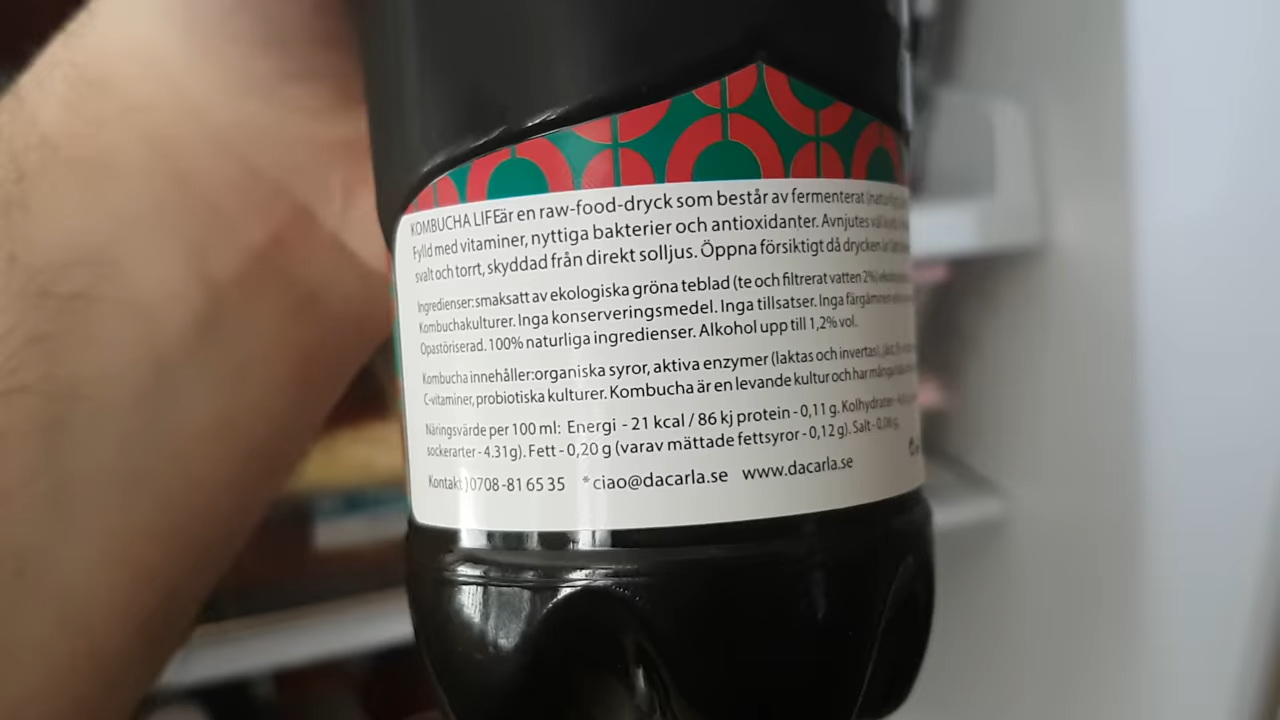 KOMBUCHA LIFEär en raw-food-dryck som består av fermenterat
Fylld med vitaminer, nyttiga bakterier och antioxidanter. Avnjutes väl
svalt och torrt, skyddad från direkt solljus. Öppna försiktigt då drycken är
Ingredienser:smaksatt av ekologiska gröna teblad (te och filtrerat vatten 2%)
Kombuchakulturer. Inga konserveringsmedel. Inga tillsatser. Inga färgämnen
Opastöriserad. 100% naturliga ingredienser. Alkohol upp till 1,2% vol.
Kombucha innehåller:organiska syror, aktiva enzymer (laktas och invertas),
C-vitaminer, probiotiska kulturer. Kombucha är en levande kultur och har många
Näringsvärde per 100 ml: Energi - 21 kcal / 86 kj protein - 0,11 g. Kolhydrater
sockerarter - 4.31g). Fett - 0,20 g (varav mättade fettsyror - 0,12 g). Salt - 0,08 g.
Kontakt )0708-81 65 35 *ciao@dacarla.se www.dacarla.se